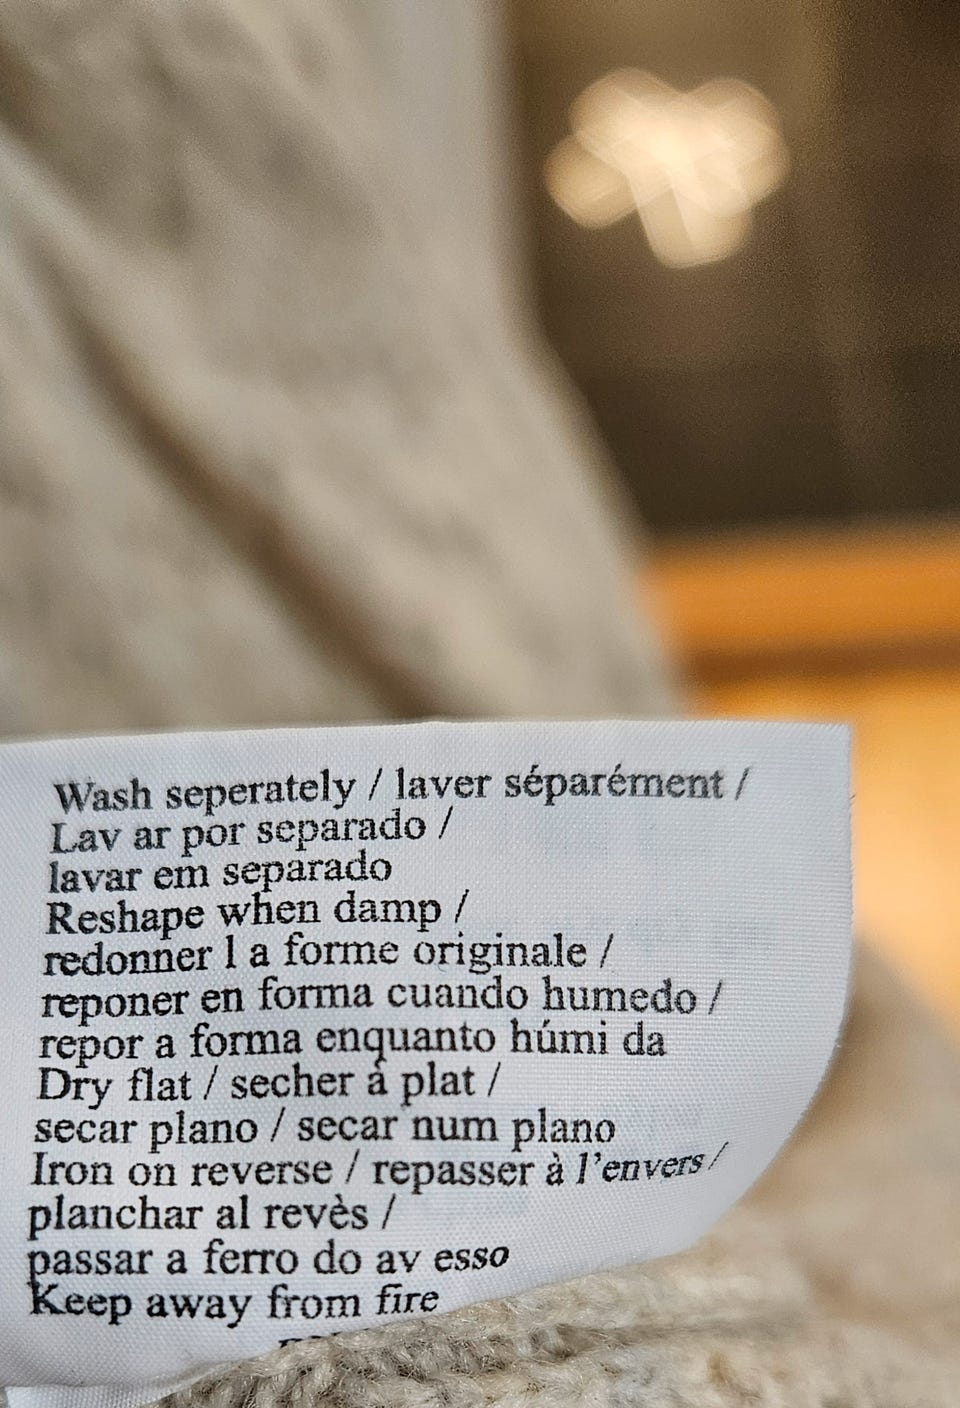 Wash seperately / laver séparément /
Lav ar por separado /
lavar em separado
Reshape when damp /
redonner l a forme originale /
reponer en forma cuando humedo /
repor a forma enquanto húmi da
Dry flat / secher à plat /
secar plano / secar num plano
Iron on reverse / repasser à l'envers /
planchar al revès /
passar a ferro do av esso
Keep away from fire